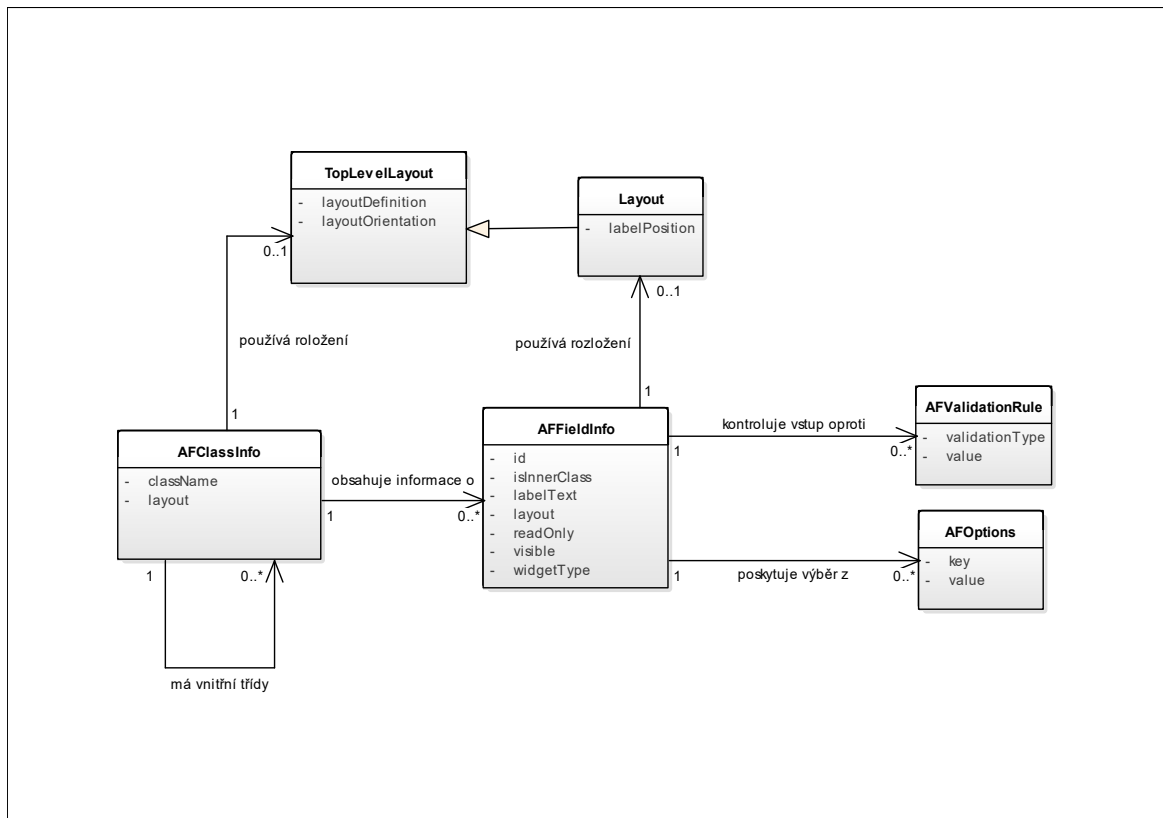 TopLevelLayout
- layoutDefinition
- layoutOrientation
Layout
- labelPosition
0..1
0..1
používá roložení
používá rozložení
1
1
AFClassInfo
- className
- layout
obsahuje informace o
1
0..*
AFFieldInfo
- id
- isInnerClass
- labelText
- layout
- readOnly
- visible
- widgetType
kontroluje vstup oproti
1
0..*
AFValidationRule
- validationType
- value
poskytuje výběr z
1
0..*
AFOptions
- key
- value
1
0..*
má vnitřní třídy